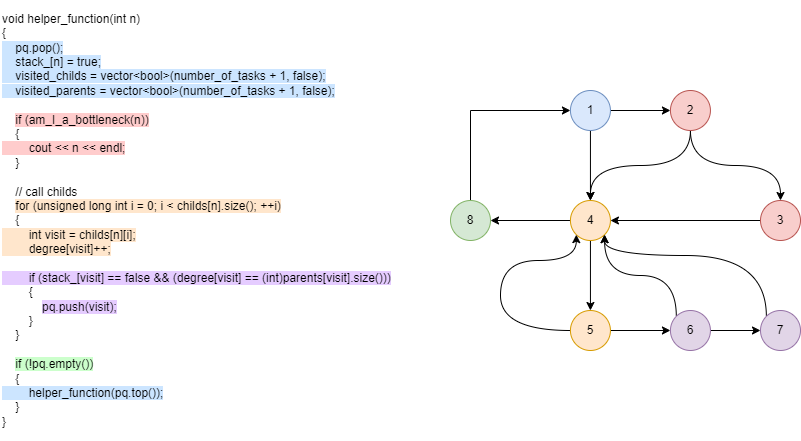 void helper_function(int n)
{
pq.pop();
stack_[n] = true;
visited_childs = vector<bool>(number_of_tasks + 1, false);
visited_parents = vector<bool>(number_of_tasks + 1, false);
if (am_I_a_bottleneck(n))
{
cout << n << endl;
}
// call childs
for (unsigned long int i = 0; i < childs[n].size(); ++i)
{
int visit = childs[n][i];
degree[visit]++;
if (stack_[visit] == false && (degree[visit] == (int)parents[visit].size()))
{
pq.push(visit);
}
}
if (!pq.empty())
{
helper_function(pq.top());
}
}
1
2
8
4
3
5
6
7